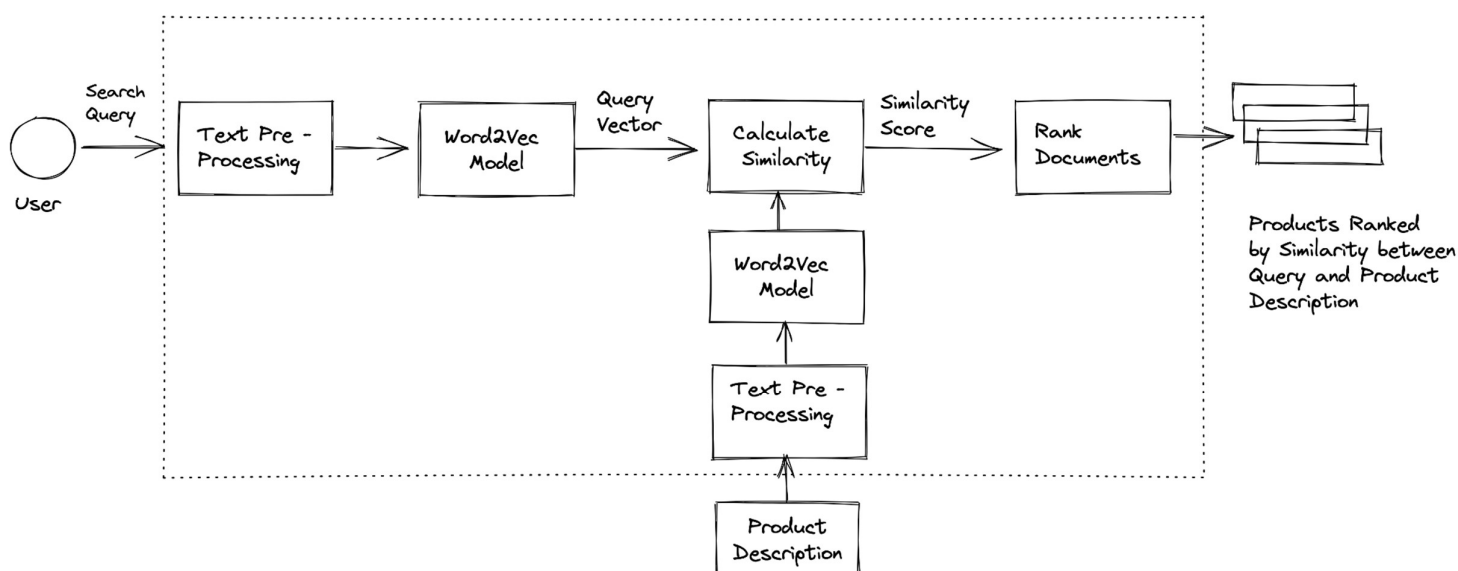 Search
Query
User
Text Pre -
Processing
Word2Vec
Model
Query
Vector
Calculate
Similarity
Similarity
Score
Rank
Documents
Products Ranked
by Similarity between
Query and Product
Description
Word2Vec
Model
Text Pre -
Processing
Product
Description